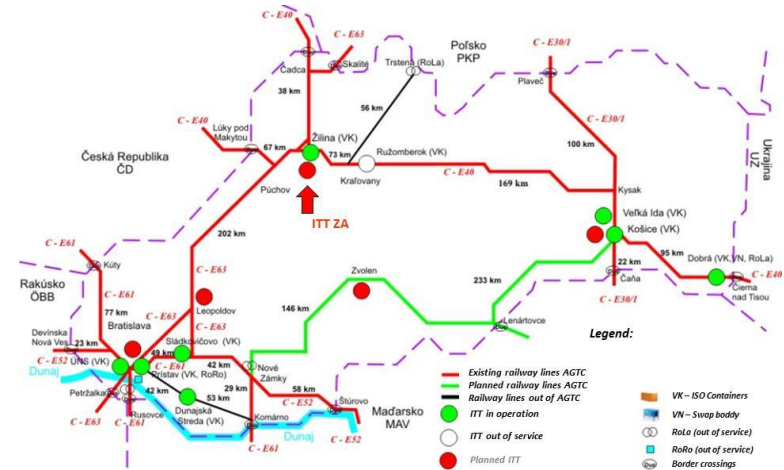 C - E40
C - E63
Skalité
Čadca
38 km
Trstená (RoLa)
Poľsko
PKP
C - E30/1
Plaveč
56 km
C - E30/1
100 km
Ukrajina
UZ
C - E40
Lúky pod
Makytou
67 km
Žilina (VK)
73 km
Ružomberok (VK)
Kraľovany
C - E40
169 km
Kysak
Česká Republika
ČD
Púchov
ITT ZA
202 km
Veľká Ida (VK)
Košice (VK)
95 km
Dobrá (VK,VN, RoLa)
22 km
Čaňa
C - E30/1
C - E40
Čierna
nad Tisou
C - E61
Kúty
Rakúsko
ÖBB
C - E61
77 km
C - E63
C - E63
Leopoldov
C - E63
Zvolen
146 km
233 km
Lenártovce
Bratislava
Devínska
Nová Ves
23 km
C - E52
ÚNS (VK)
49 km
Sládkovičovo (VK)
C - E61
Prístav (VK, RoRo)
42 km
Nové
Zámky
Dunaj
Petržalka
42 km
Rusovce
C - E63
C - E61
53 km
Dunajská
Streda (VK)
29 km
58 km
C - E52
Štúrovo
Komárno
C - E61
Dunaj
C - E52
Maďarsko
MAV
Legend:
Existing railway lines AGTC
Planned railway lines AGTC
Railway lines out of AGTC
ITT in operation
ITT out of service
Planned ITT
VK – ISO Containers
VN – Swap boddy
RoLa (out of service)
RoRo (out of service)
Border crossings